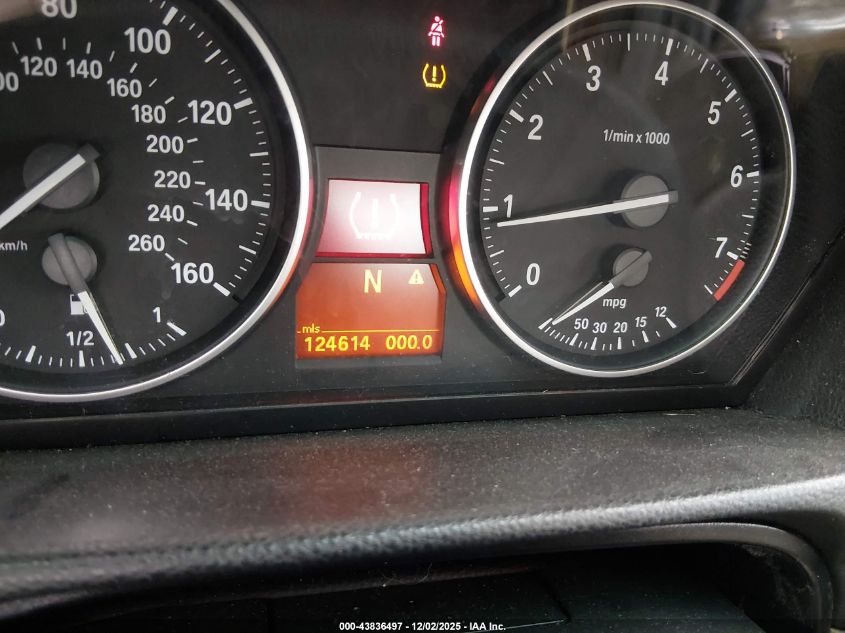 80
100
120
140
160
00 120 140 160 180 200 220 240 260
km/h
0 1/2 1
N
mls
124614 000.0
0 1 2 3 4 5 6 7
1/min x 1000
mpg
50 30 20 15 12
000-43836497 - 12/02/2025 - IAA Inc.